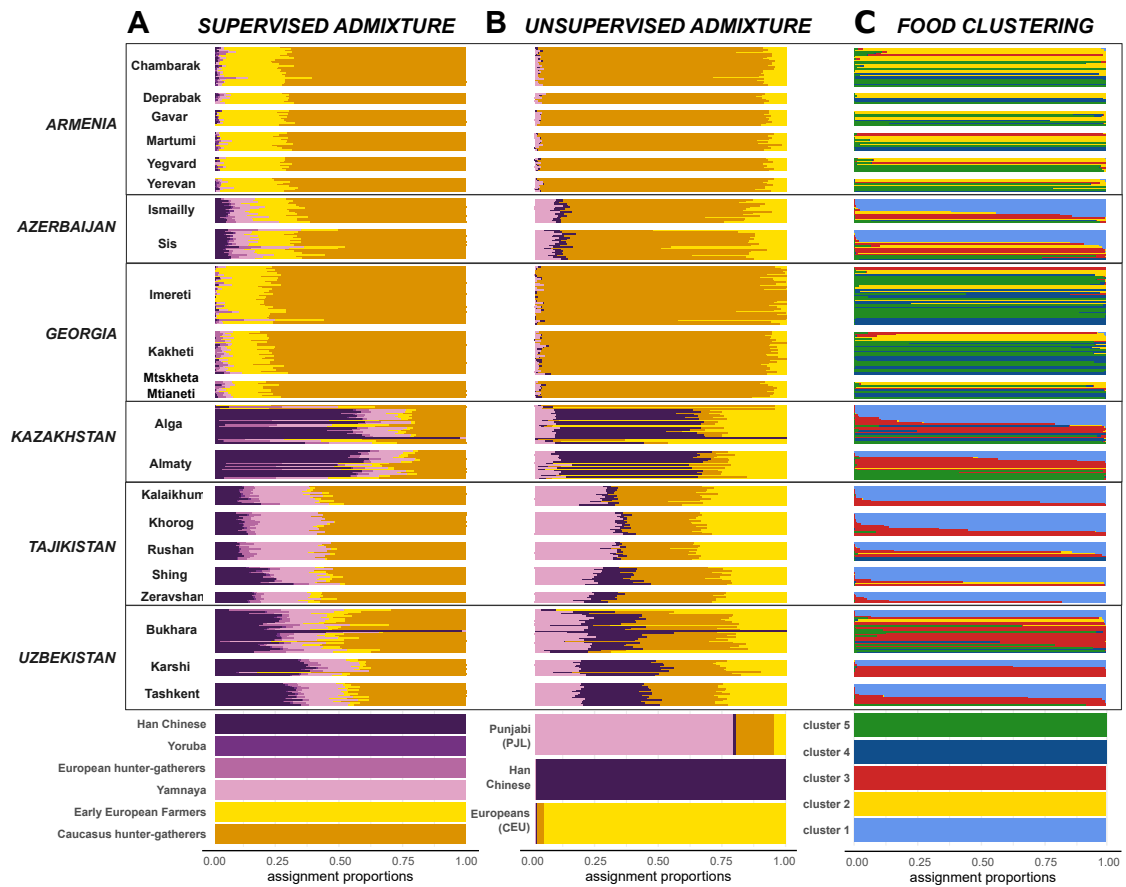 A SUPERVISED ADMIXTURE B UNSUPERVISED ADMIXTURE C FOOD CLUSTERING
ARMENIA
Chambarak
Deprabak
Gavar
Martumi
Yegvard
Yerevan
AZERBAIJAN
Ismailly
Sis
GEORGIA
Imereti
Kakheti
Mtskheta
Mtianeti
KAZAKHSTAN
Alga
Almaty
TAJIKISTAN
Kalaikhum
Khorog
Rushan
Shing
Zeravshan
UZBEKISTAN
Bukhara
Karshi
Tashkent
Han Chinese
Yoruba
European hunter-gatherers
Yamnaya
Early European Farmers
Caucasus hunter-gatherers
0.00 0.25 0.50 0.75 1.00
assignment proportions
Punjabi
(PJL)
Han
Chinese
Europeans
(CEU)
0.00 0.25 0.50 0.75 1.00
assignment proportions
cluster 5
cluster 4
cluster 3
cluster 2
cluster 1
0.00 0.25 0.50 0.75 1.00
assignment proportions